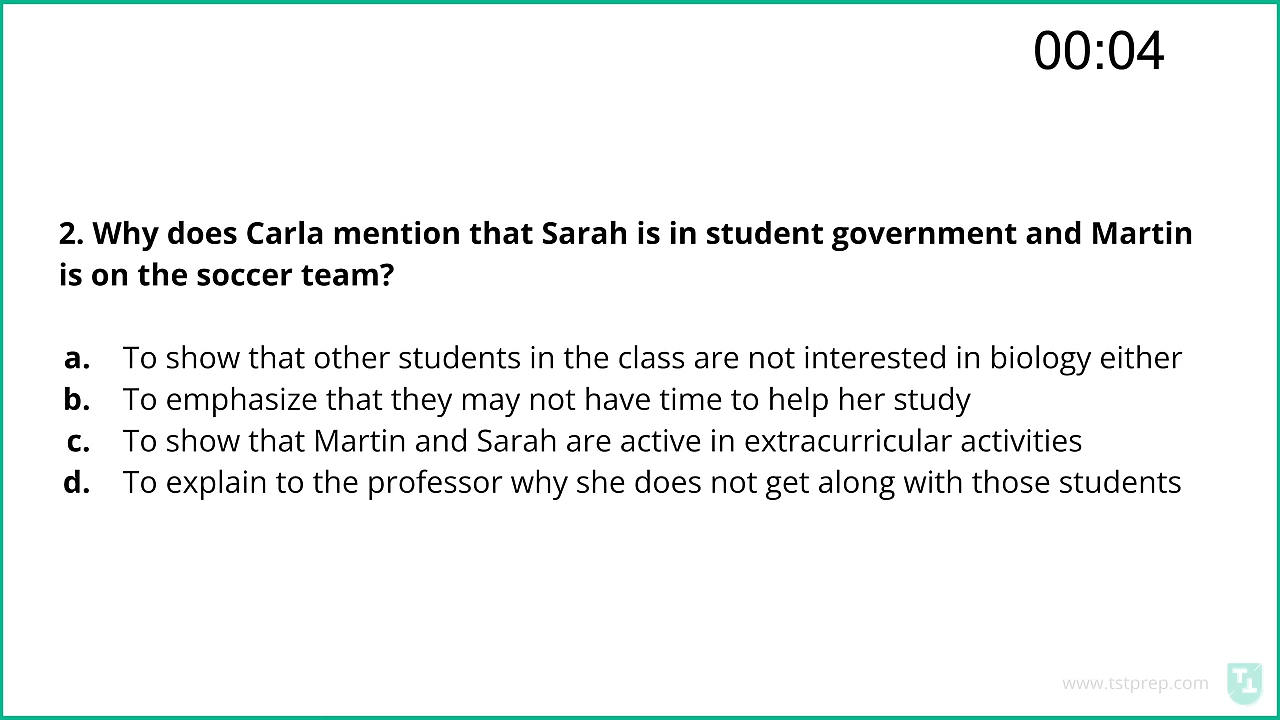 00:04
2. Why does Carla mention that Sarah is in student government and Martin
is on the soccer team?
a. To show that other students in the class are not interested in biology either
b. To emphasize that they may not have time to help her study
c. To show that Martin and Sarah are active in extracurricular activities
d. To explain to the professor why she does not get along with those students
www.tstprep.com